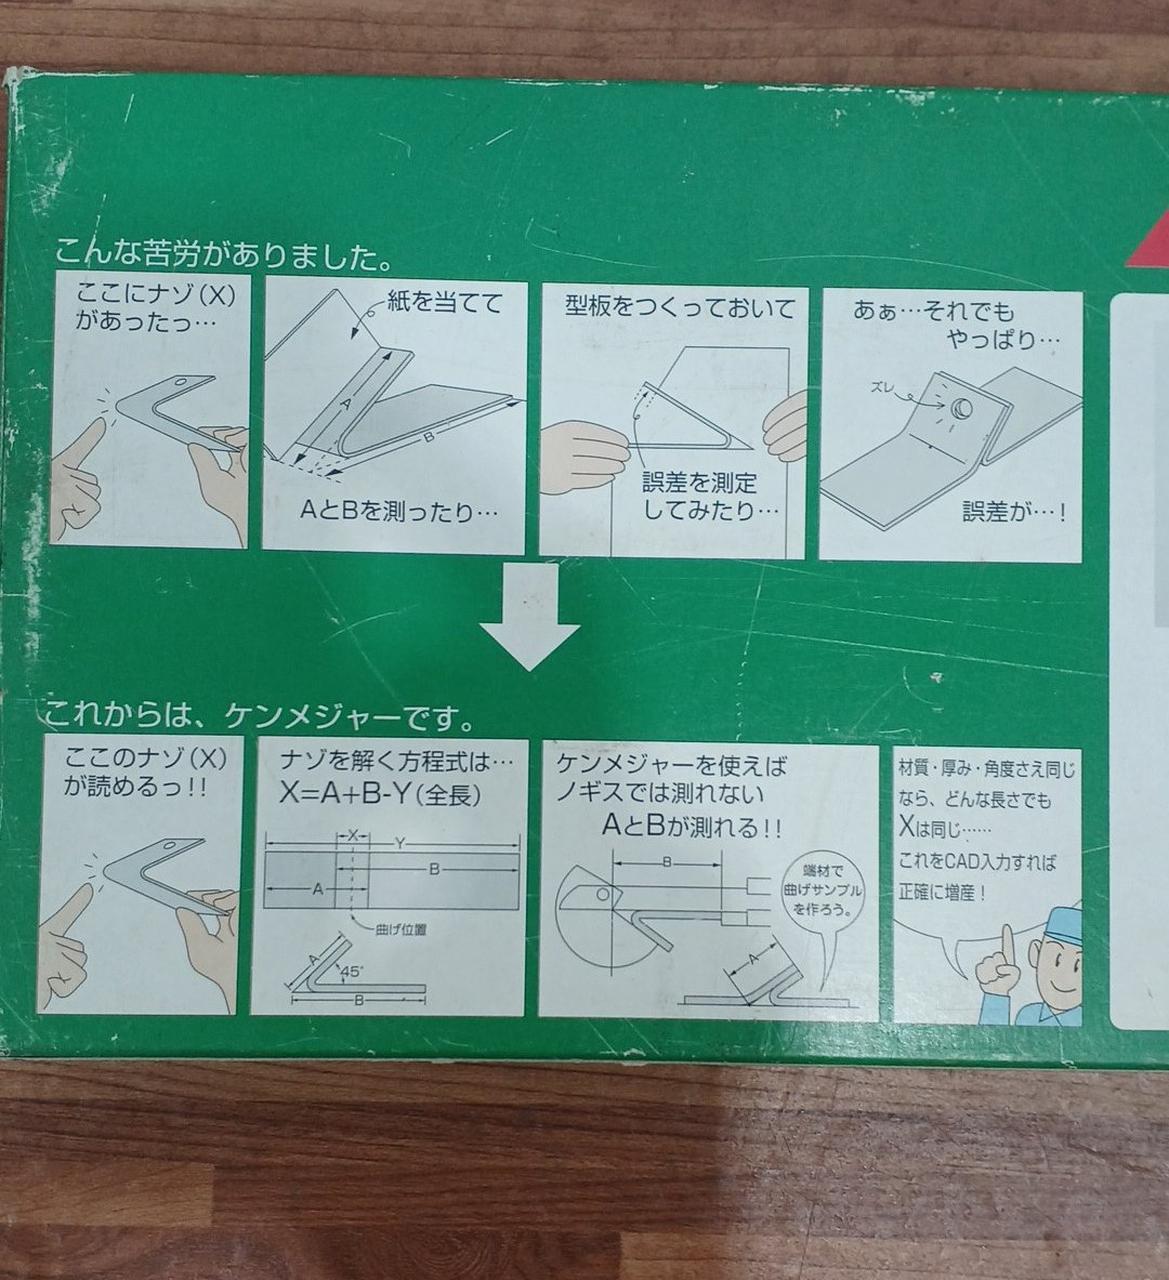 こんな苦労がありました。
ここにナゾ(X)
があったっ…
紙を当てて
A
B
AとBを測ったり…
型板をつくっておいて
誤差を測定
してみたり…
あぁ…それでも
やっぱり…
ズレ
誤差が…!
これからは、ケンメジャーです。
ここのナゾ(X)
が読めるっ!!
ナゾを解く方程式は…
X=A+B-Y(全長)
X
Y
B
A
曲げ位置
A
45°
B
ケンメジャーを使えば
ノギスでは測れない
AとBが測れる!!
B
端材で
曲げサンプル
を作ろう。
A
材質・厚み・角度さえ同じ
なら、どんな長さでも
Xは同じ……
これをCAD入力すれば
正確に増産!